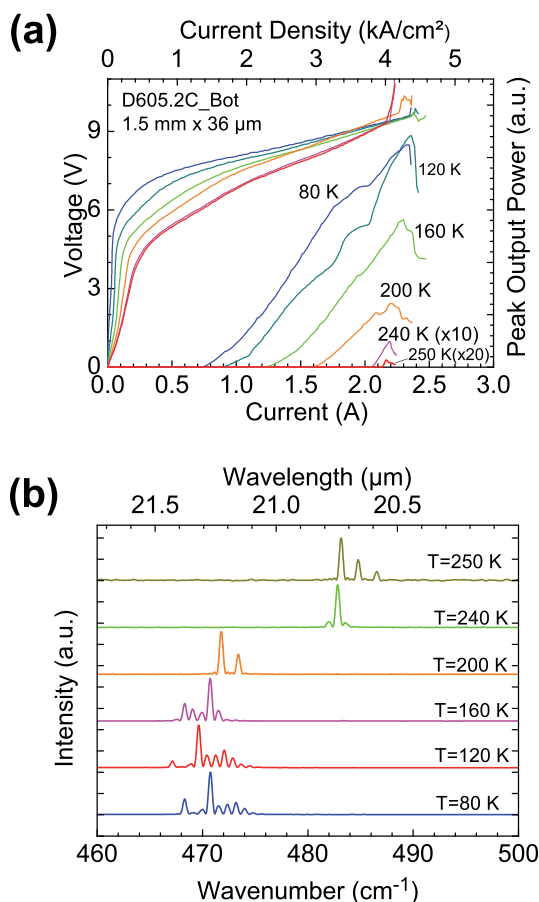 (a)
Current Density (kA/cm²)
0 1 2 3 4 5
D605.2C_Bot
1.5 mm x 36 µm
Voltage (V)
9
6
3
0
Peak Output Power (a.u.)
80 K
120 K
160 K
200 K
240 K (x10)
250 K(x20)
0.0 0.5 1.0 1.5 2.0 2.5 3.0
Current (A)
(b)
Wavelength (µm)
21.5 21.0 20.5
Intensity (a.u.)
T=250 K
T=240 K
T=200 K
T=160 K
T=120 K
T=80 K
460 470 480 490 500
Wavenumber (cm⁻¹)